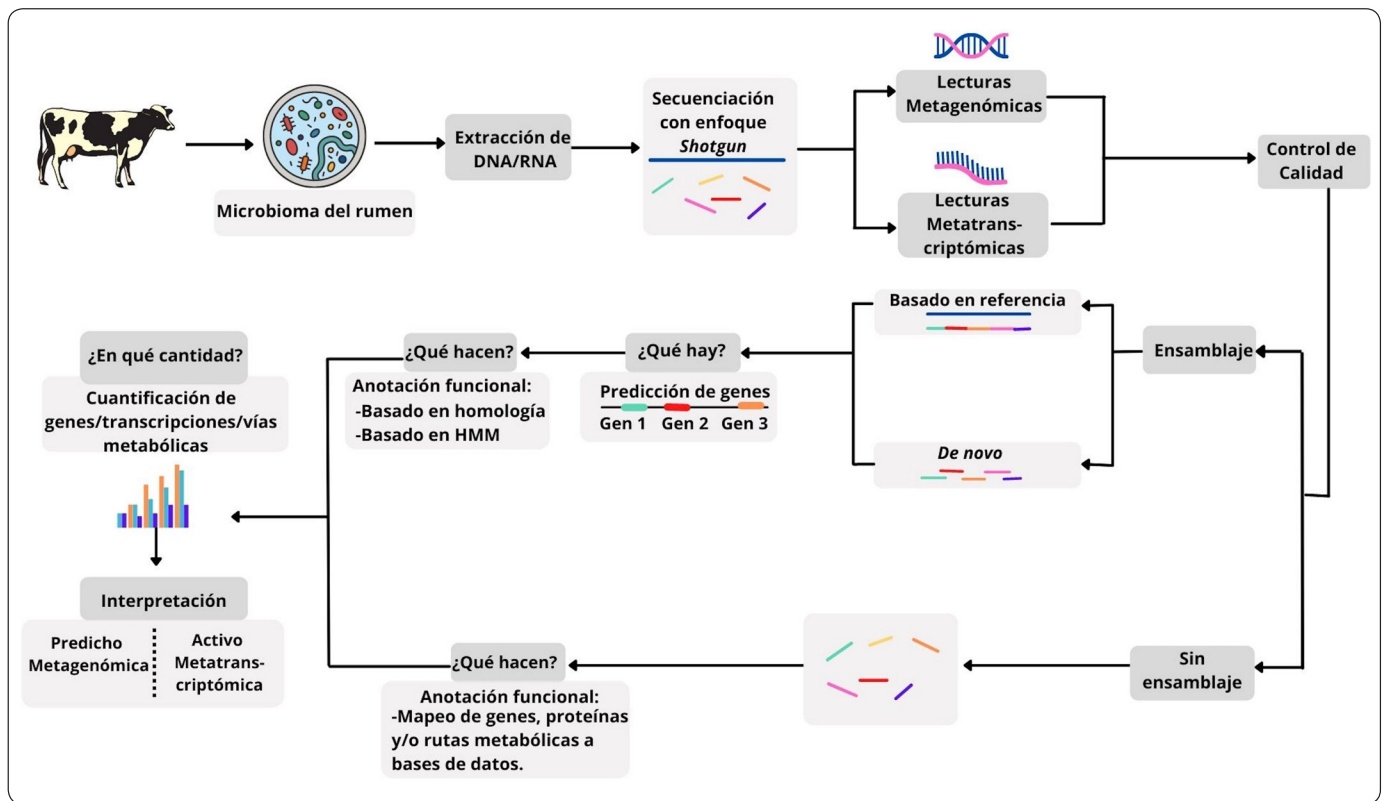 Microbioma del rumen
Extracción de
DNA/RNA
Secuenciación
con enfoque
Shotgun
Lecturas
Metagenómicas
Lecturas
Metatrans-
criptómicas
Control de
Calidad
Ensamblaje
Basado en referencia
De novo
¿Qué hay?
Predicción de genes
Gen 1 Gen 2 Gen 3
¿Qué hacen?
Anotación funcional:
-Basado en homología
-Basado en HMM
Sin
ensamblaje
¿Qué hacen?
Anotación funcional:
-Mapeo de genes, proteínas
y/o rutas metabólicas a
bases de datos.
¿En qué cantidad?
Cuantificación de
genes/transcripciones/vías
metabólicas
Interpretación
Predicho
Metagenómica
Activo
Metatrans-
criptómica